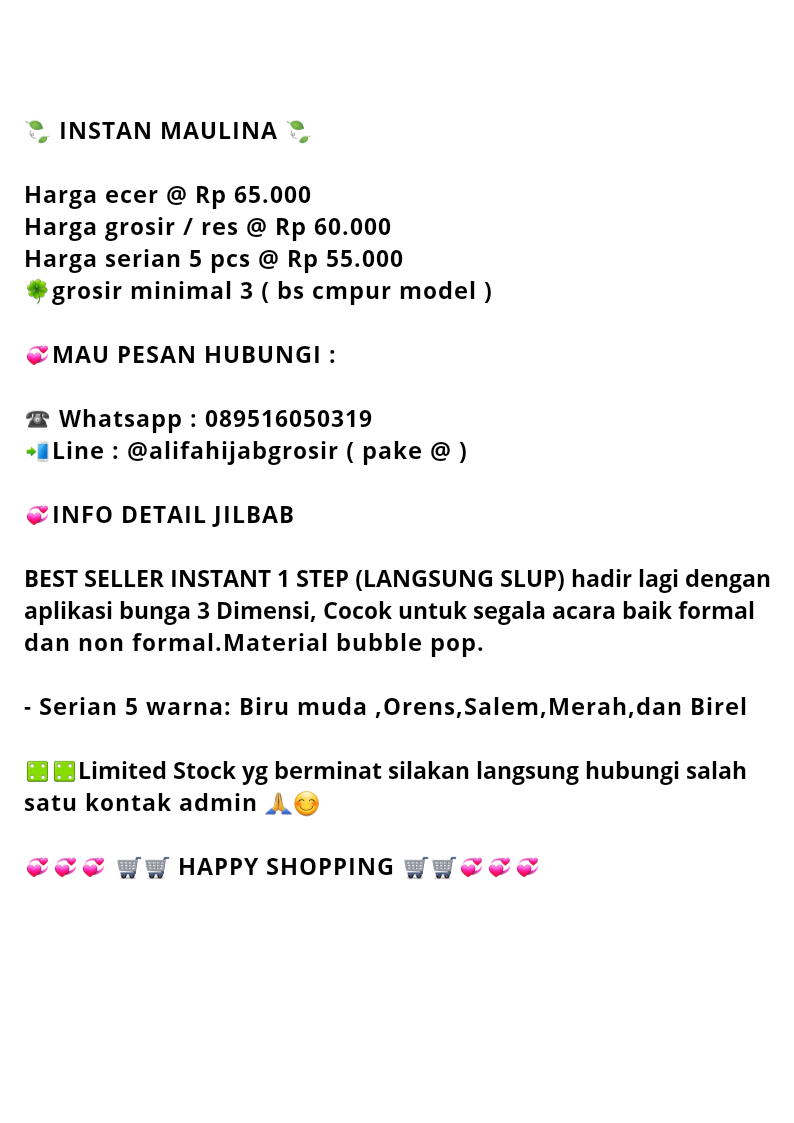 🍃 INSTAN MAULINA 🍃
Harga ecer @ Rp 65.000
Harga grosir / res @ Rp 60.000
Harga serian 5 pcs @ Rp 55.000
🍀grosir minimal 3 ( bs cmpur model )
💞MAU PESAN HUBUNGI :
☎ Whatsapp : 089516050319
📲Line : @alifahijabgrosir ( pake @ )
💞INFO DETAIL JILBAB
BEST SELLER INSTANT 1 STEP (LANGSUNG SLUP) hadir lagi dengan
aplikasi bunga 3 Dimensi, Cocok untuk segala acara baik formal
dan non formal.Material bubble pop.
- Serian 5 warna: Biru muda ,Orens,Salem,Merah,dan Birel
Limited Stock yg berminat silakan langsung hubungi salah
satu kontak admin 🙏😊
💞💞💞 🛒🛒 HAPPY SHOPPING 🛒🛒💞💞💞